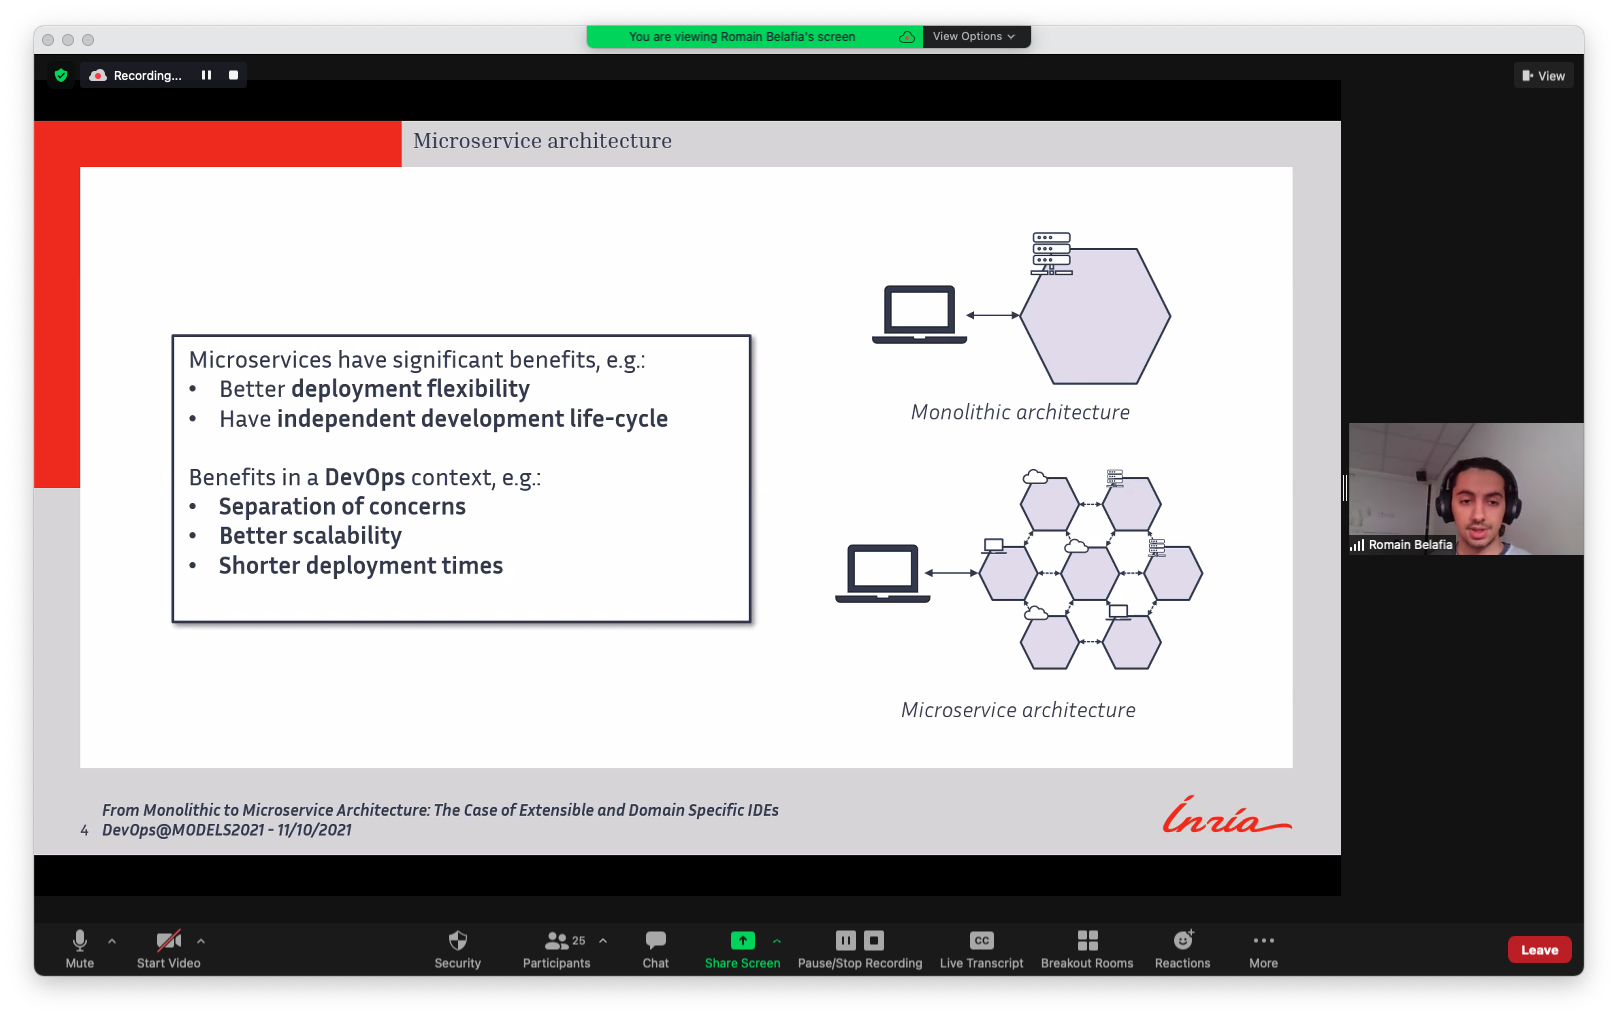 You are viewing Romain Belafia's screen
View Options
Recording...
View
Microservice architecture
Microservices have significant benefits, e.g.:
• Better deployment flexibility
• Have independent development life-cycle
Benefits in a DevOps context, e.g.:
• Separation of concerns
• Better scalability
• Shorter deployment times
Monolithic architecture
Microservice architecture
Romain Belafia
From Monolithic to Microservice Architecture: The Case of Extensible and Domain Specific IDEs
4 DevOps@MODELS2021 - 11/10/2021
Inría
Mute
Start Video
Security
25
Participants
Chat
Share Screen
Pause/Stop Recording
CC
Live Transcript
Breakout Rooms
Reactions
More
Leave